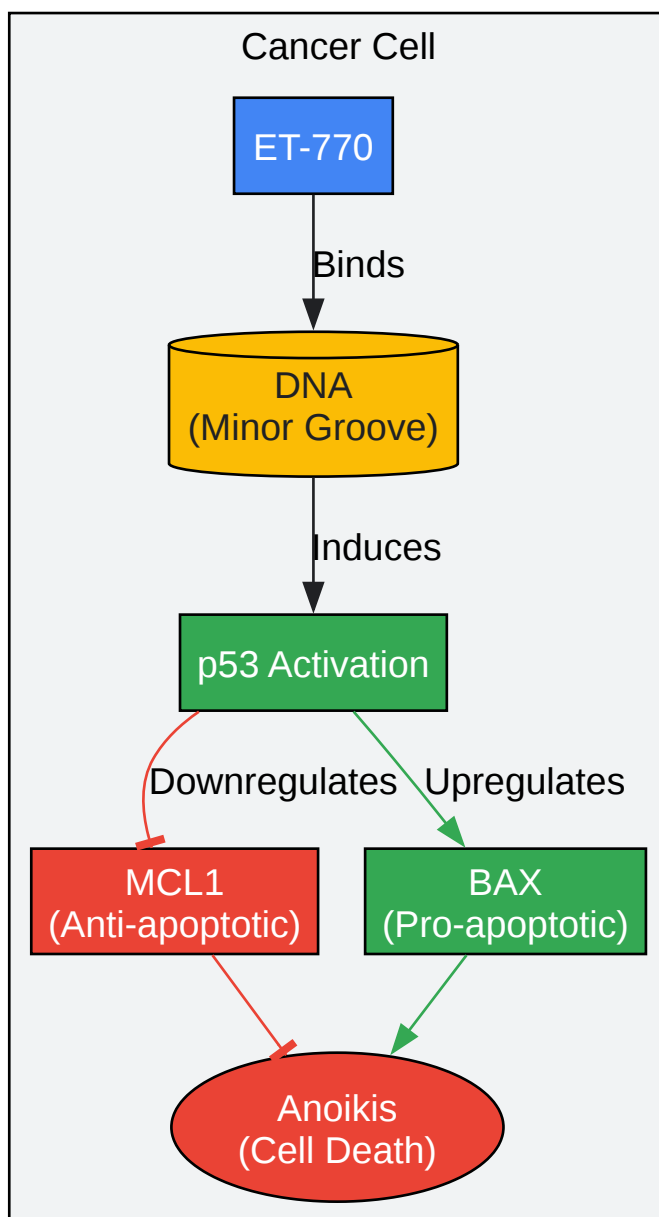 Cancer Cell
ET-770
Binds
DNA
(Minor Groove)
Induces
p53 Activation
Downregulates
Upregulates
MCL1
(Anti-apoptotic)
BAX
(Pro-apoptotic)
Anoikis
(Cell Death)